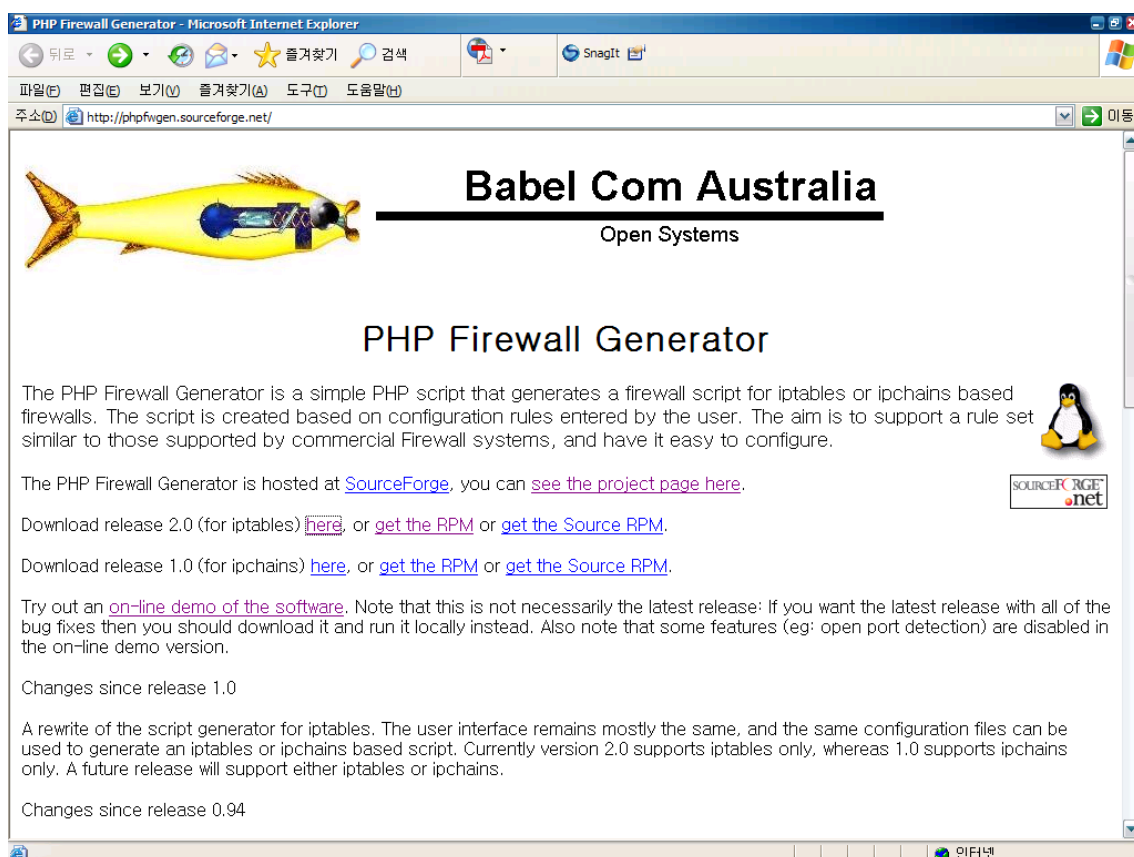 PHP Firewall Generator - Microsoft Internet Explorer
뒤로 즐겨찾기 검색 SnagIt
파일(F) 편집(E) 보기(V) 즐겨찾기(A) 도구(T) 도움말(H)
주소(D) http://phpfwgen.sourceforge.net/ 이동
Babel Com Australia
Open Systems
PHP Firewall Generator
The PHP Firewall Generator is a simple PHP script that generates a firewall script for iptables or ipchains based
firewalls. The script is created based on configuration rules entered by the user. The aim is to support a rule set
similar to those supported by commercial Firewall systems, and have it easy to configure.
The PHP Firewall Generator is hosted at SourceForge, you can see the project page here.
SOURCEFORGE
.net
Download release 2.0 (for iptables) here, or get the RPM or get the Source RPM.
Download release 1.0 (for ipchains) here, or get the RPM or get the Source RPM.
Try out an on-line demo of the software. Note that this is not necessarily the latest release: If you want the latest release with all of the
bug fixes then you should download it and run it locally instead. Also note that some features (eg: open port detection) are disabled in
the on-line demo version.
Changes since release 1.0
A rewrite of the script generator for iptables. The user interface remains mostly the same, and the same configuration files can be
used to generate an iptables or ipchains based script. Currently version 2.0 supports iptables only, whereas 1.0 supports ipchains
only. A future release will support either iptables or ipchains.
Changes since release 0.94
인터넷